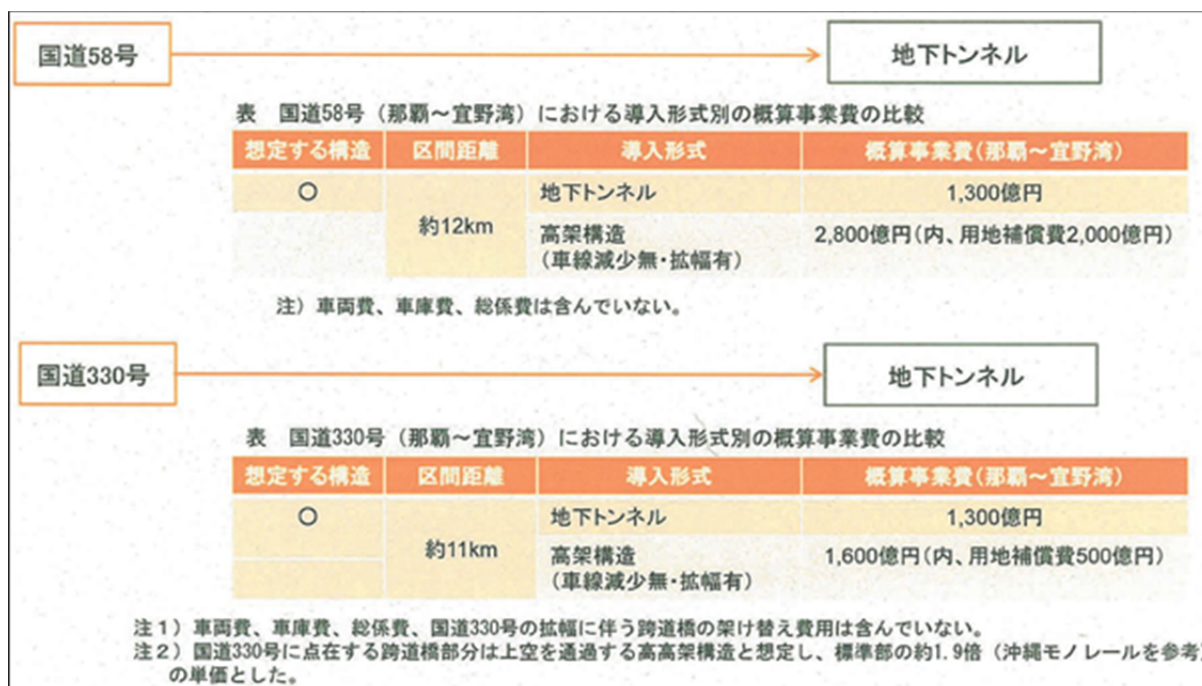 国道58号
地下トンネル
表　国道58号（那覇～宜野湾）における導入形式別の概算事業費の比較
想定する構造　区間距離　導入形式　概算事業費(那覇～宜野湾)
○　地下トンネル　1,300億円
約12km
高架構造　2,800億円(内、用地補償費2,000億円)
(車線減少無・拡幅有)
注）車両費、車庫費、総係費は含んでいない。
国道330号
地下トンネル
表　国道330号（那覇～宜野湾）における導入形式別の概算事業費の比較
想定する構造　区間距離　導入形式　概算事業費(那覇～宜野湾)
○　地下トンネル　1,300億円
約11km
高架構造　1,600億円(内、用地補償費500億円)
(車線減少無・拡幅有)
注１）車両費、車庫費、総係費、国道330号の拡幅に伴う跨道橋の架け替え費用は含んでいない。
注２）国道330号に点在する跨道橋部分は上空を通過する高高架構造と想定し、標準部の約1.9倍（沖縄モノレールを参考）
の単価とした。